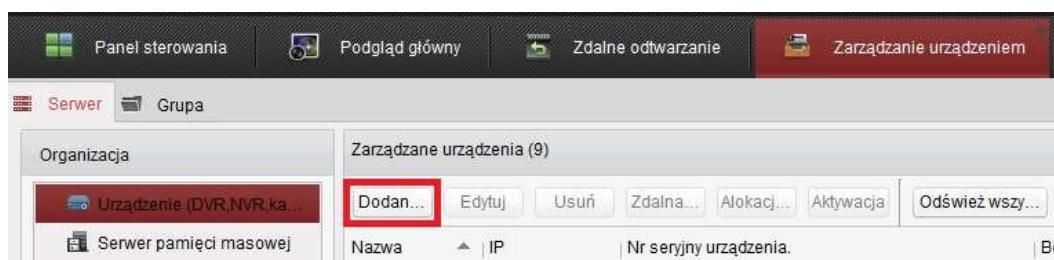 Panel sterowania Podgląd główny Zdalne odtwarzanie Zarządzanie urządzeniem
Serwer Grupa
Organizacja
Zarządzane urządzenia (9)
Urządzenie (DVR,NVR,ka...
Dodan... Edytuj Usuń Zdalna... Alokacj... Aktywacja Odśwież wszy...
Serwer pamięci masowej
Nazwa IP Nr seryjny urządzenia.